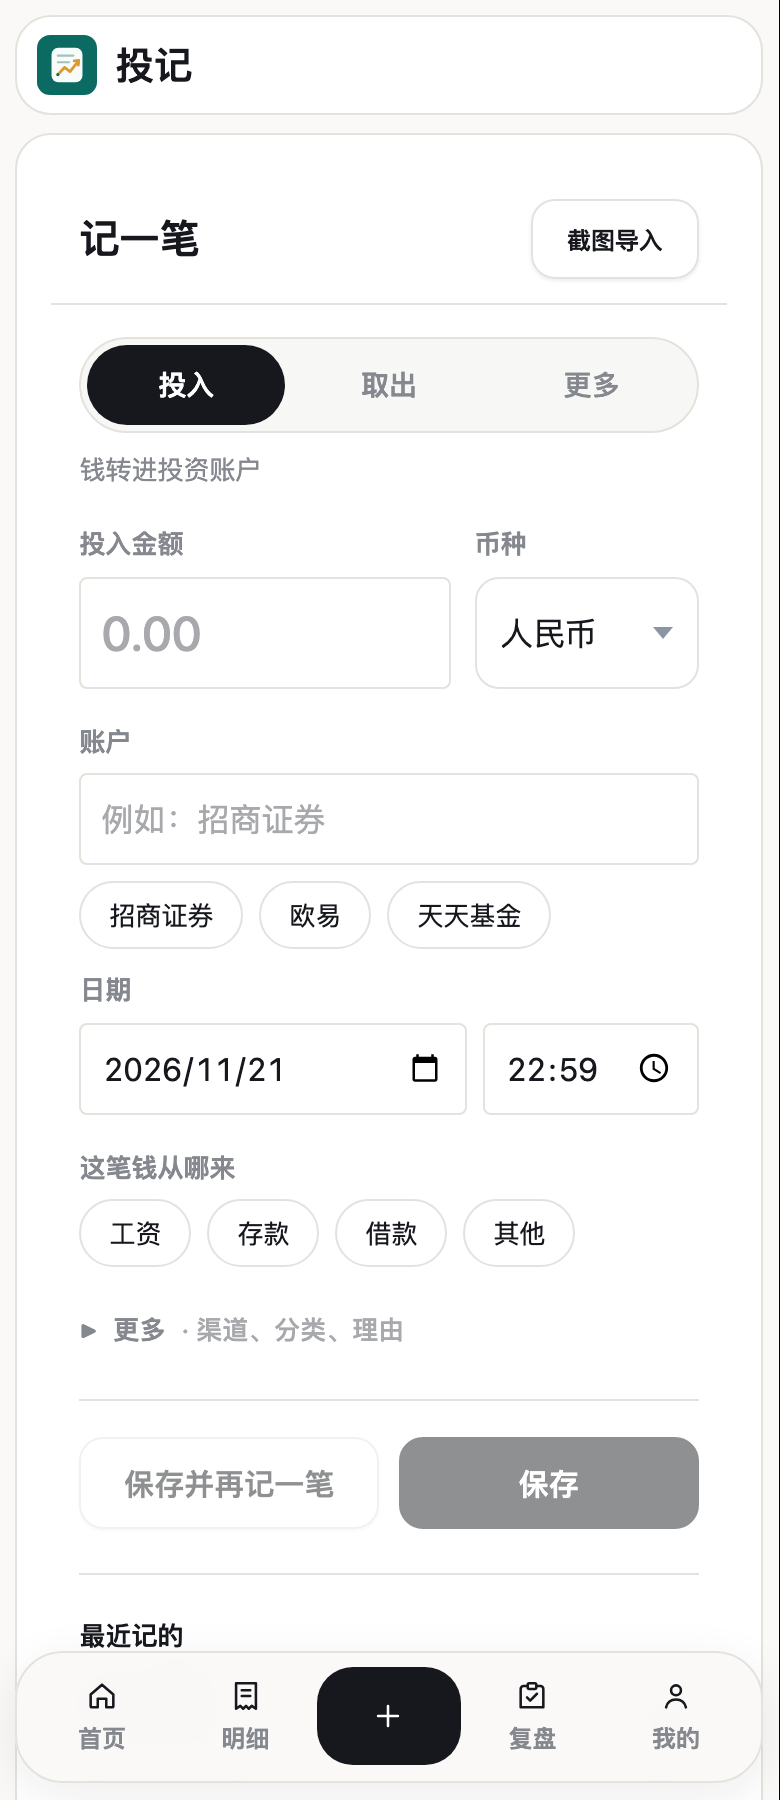 投记
记一笔
截图导入
投入 取出 更多
钱转进投资账户
投入金额 币种
0.00 人民币
账户
例如：招商证券
招商证券 欧易 天天基金
日期
2026/11/21 22:59
这笔钱从哪来
工资 存款 借款 其他
更多 · 渠道、分类、理由
保存并再记一笔 保存
最近记的
首页 明细 + 复盘 我的